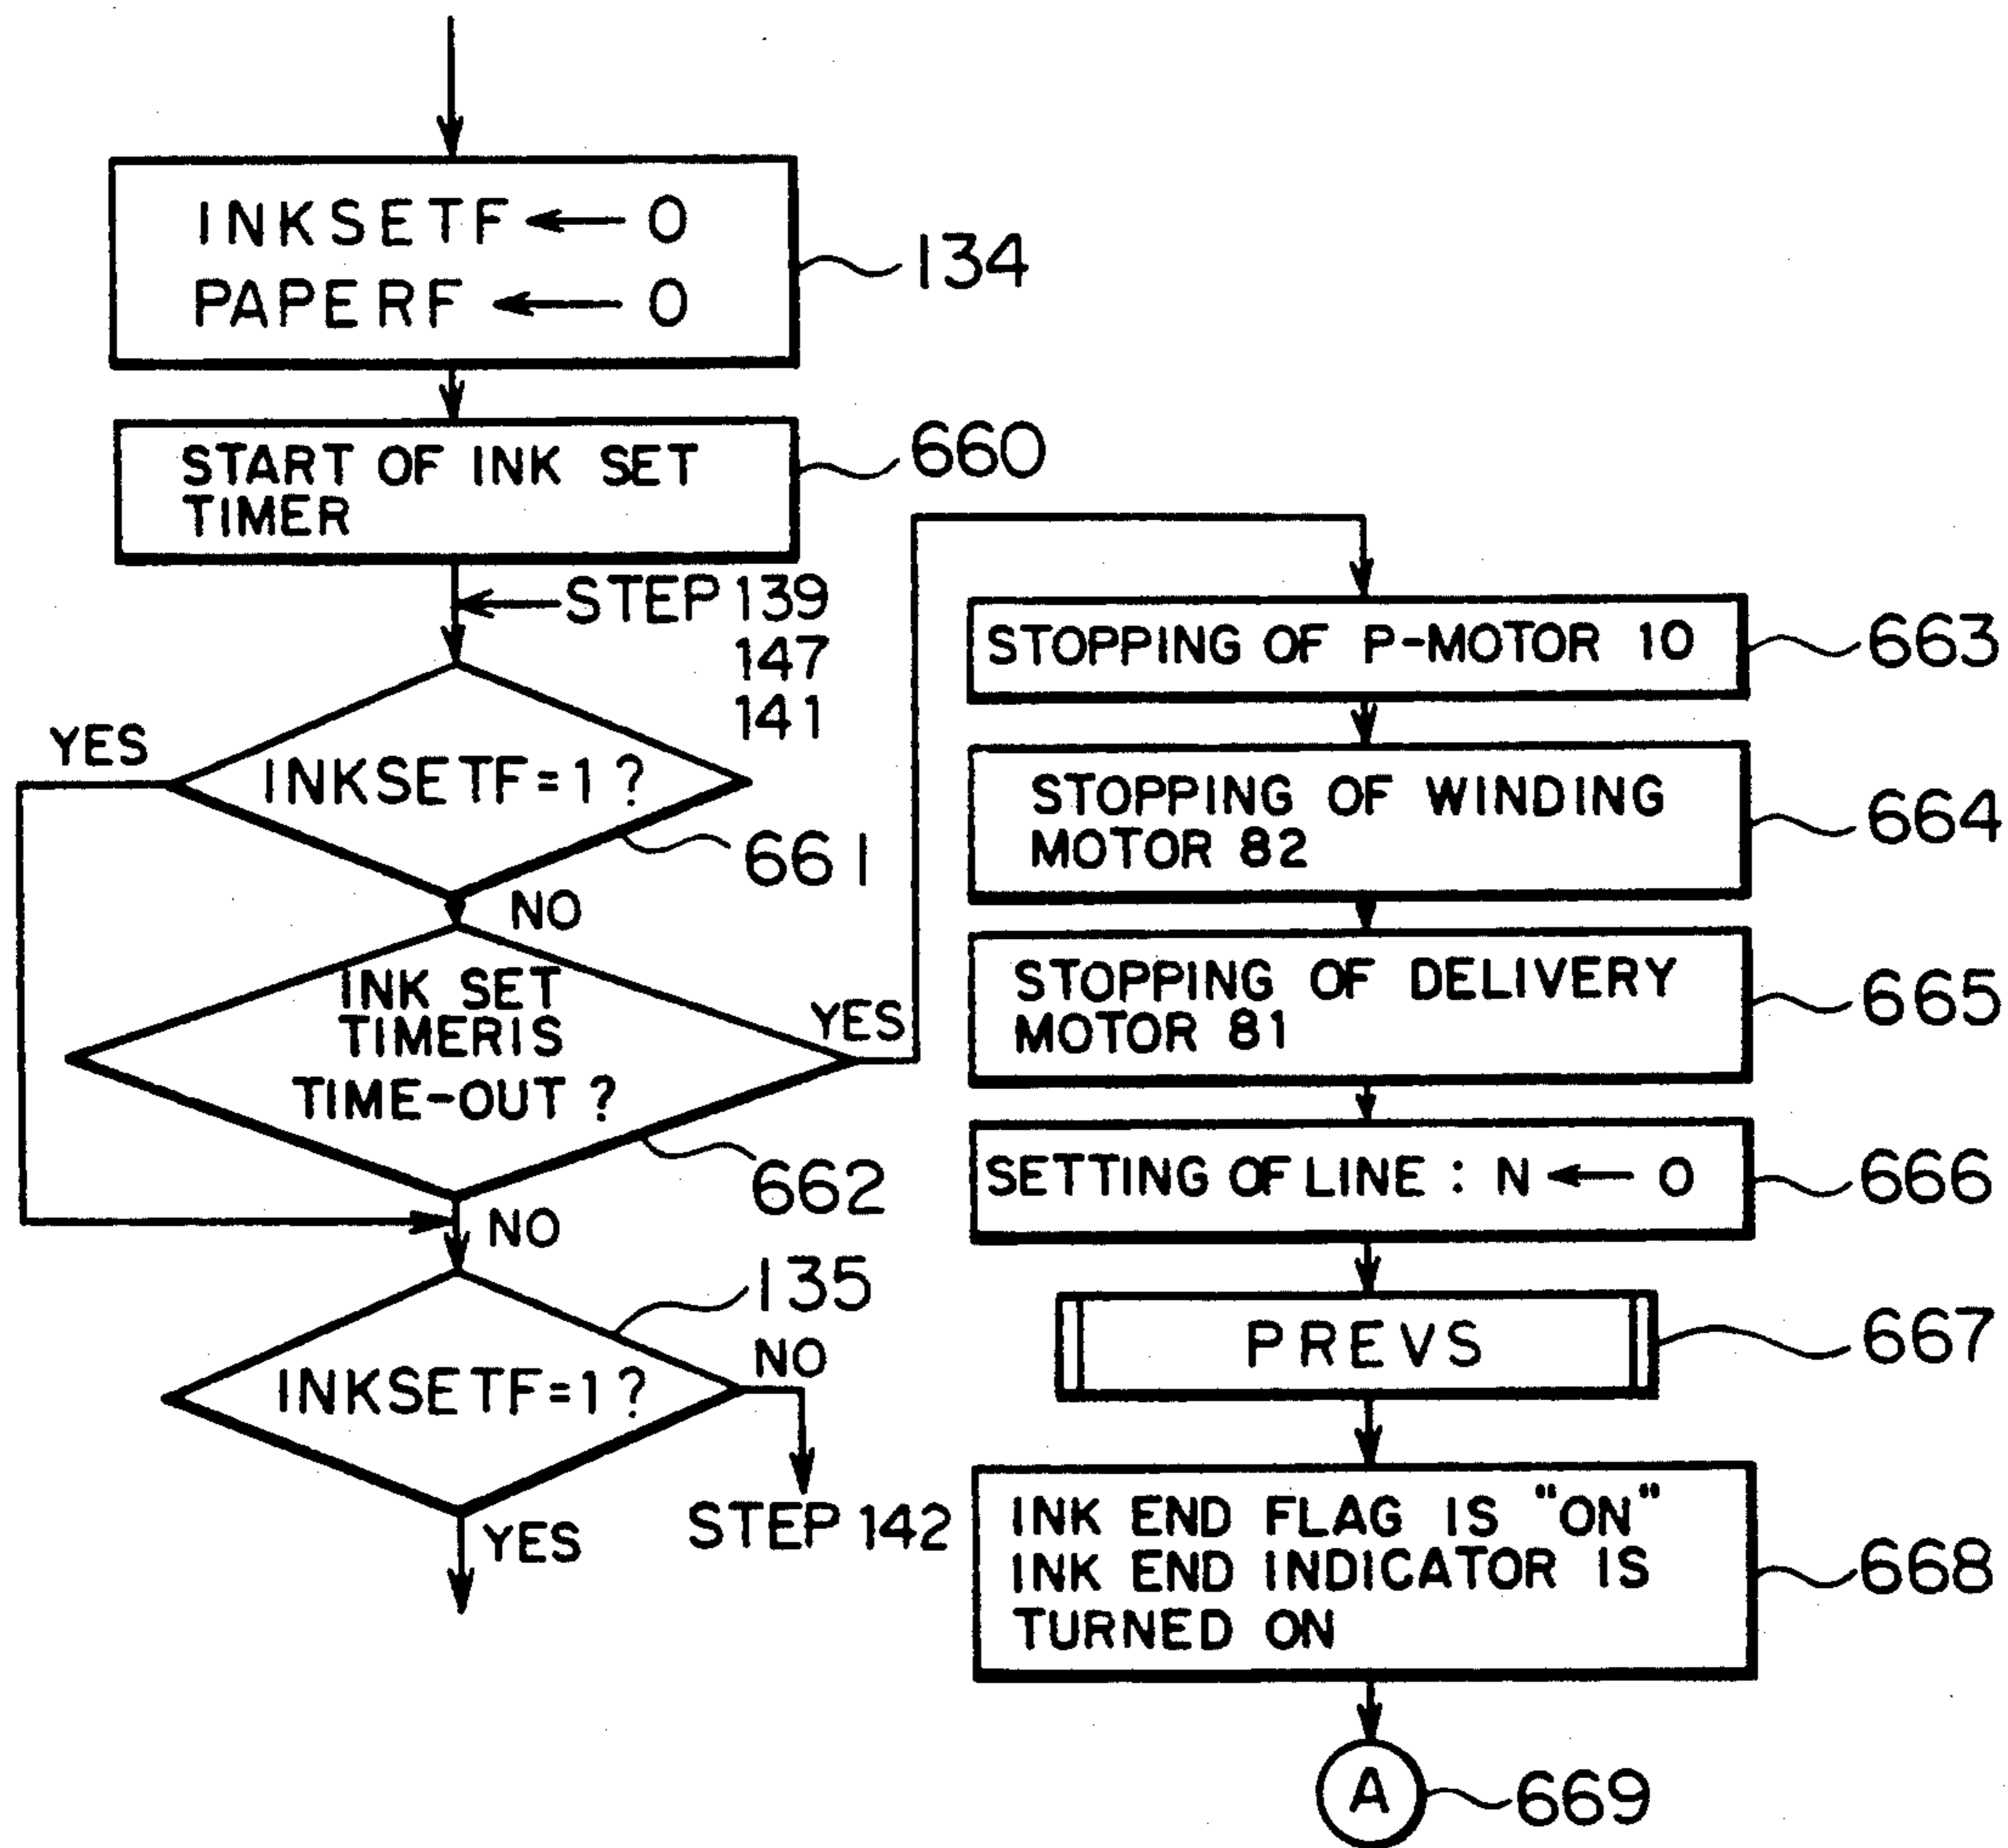 INKSETF ← 0
PAPERF ← 0
134
START OF INK SET
TIMER
660
STEP 139
147
141
YES
INKSETF=1 ?
661
NO
INK SET
TIMERIS
TIME-OUT ?
YES
662
NO
135
INKSETF=1 ?
NO
STEP 142
YES
STOPPING OF P-MOTOR 10
663
STOPPING OF WINDING
MOTOR 82
664
STOPPING OF DELIVERY
MOTOR 81
665
SETTING OF LINE : N ← 0
666
PREVS
667
INK END FLAG IS "ON"
INK END INDICATOR IS
TURNED ON
668
A
669